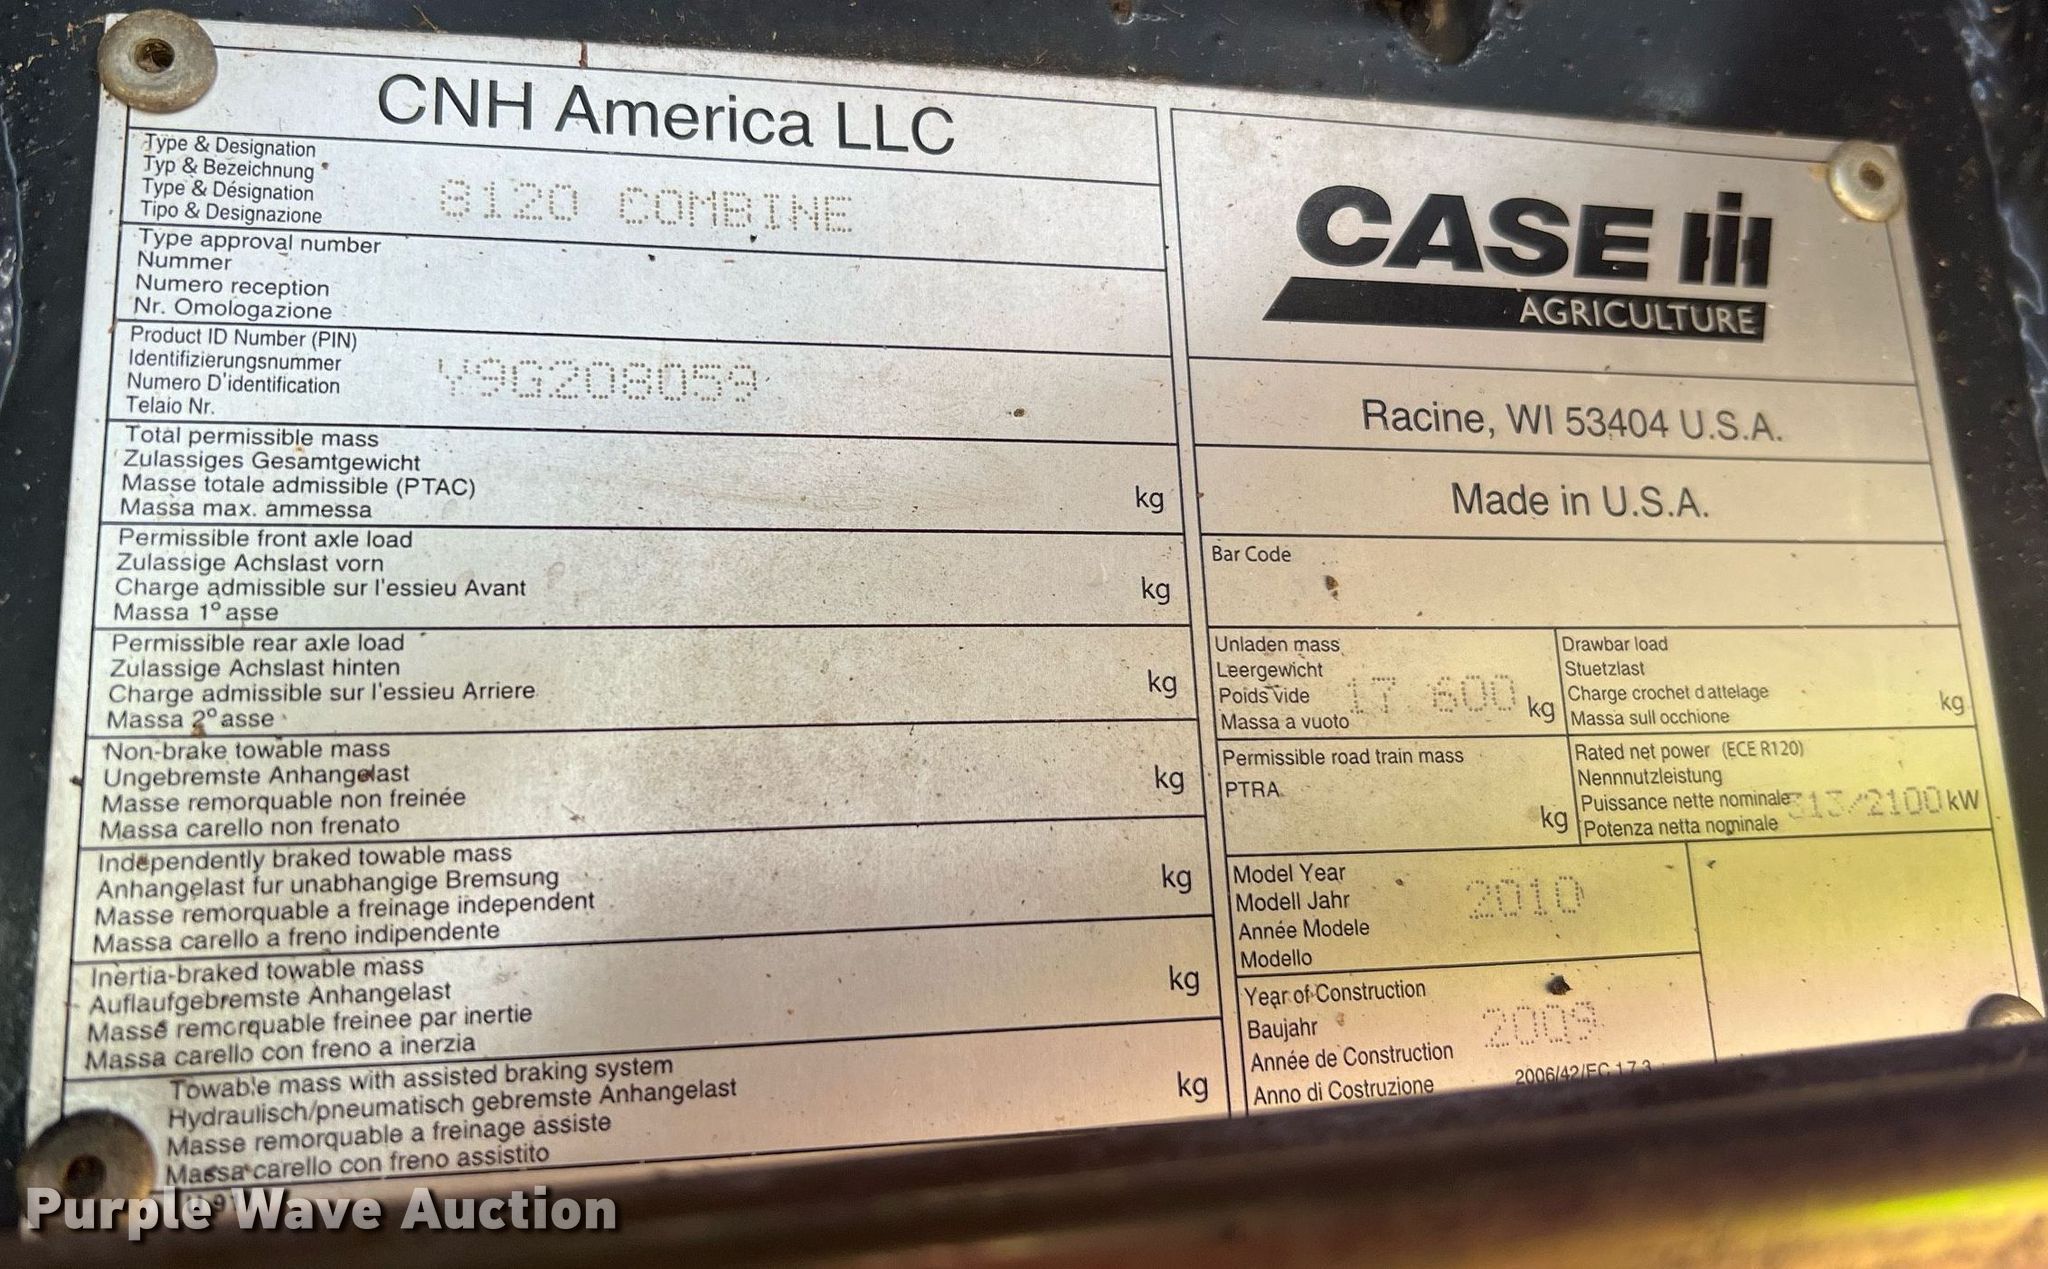 CNH America LLC
Type & Designation
Typ & Bezeichnung
Type & Désignation
Tipo & Designazione
8120 COMBINE
Type approval number
Nummer
Numero reception
Nr. Omologazione
Product ID Number (PIN)
Identifizierungsnummer
Numero D'identification
Telaio Nr.
Y9G208059
Total permissible mass
Zulassiges Gesamtgewicht
Masse totale admissible (PTAC)
Massa max. ammessa
kg
Permissible front axle load
Zulassige Achslast vorn
Charge admissible sur l'essieu Avant
Massa 1° asse
kg
Permissible rear axle load
Zulassige Achslast hinten
Charge admissible sur l'essieu Arriere
Massa 2° asse
kg
Non-brake towable mass
Ungebremste Anhangelast
Masse remorquable non freinée
Massa carello non frenato
kg
Independently braked towable mass
Anhangelast fur unabhangige Bremsung
Masse remorquable a freinage independent
Massa carello a freno indipendente
kg
Inertia-braked towable mass
Auflaufgebremste Anhangelast
Masse remorquable freinee par inertie
Massa carello con freno a inerzia
kg
Towable mass with assisted braking system
Hydraulisch/pneumatisch gebremste Anhangelast
Masse remorquable a freinage assiste
Massa carello con freno assistito
kg
CASE IH
AGRICULTURE
Racine, WI 53404 U.S.A.
Made in U.S.A.
Bar Code
Unladen mass
Leergewicht
Poids Vide
Massa a vuoto
17 600 kg
Drawbar load
Stuetzlast
Charge crochet d attelage
Massa sull occhione
kg
Permissible road train mass
PTRA
kg
Rated net power (ECE R120)
Nennnutzleistung
Puissance nette nominale
Potenza netta nominale
313/2100 kW
Model Year
Modell Jahr
Année Modele
Modello
2010
Year of Construction
Baujahr
Année de Construction
Anno di Costruzione
2009
2006/42/EC 1.7.3
Purple Wave Auction